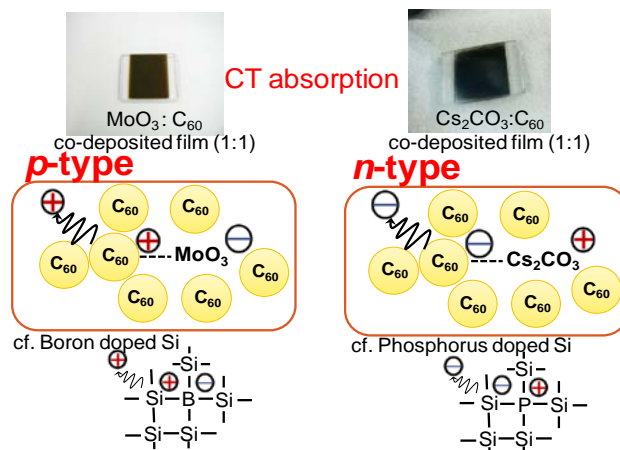 CT absorption
MoO₃ : C₆₀
co-deposited film (1:1)
p-type
C₆₀ C₆₀
C₆₀ C₆₀ MoO₃ C₆₀
C₆₀ C₆₀
cf. Boron doped Si
Si
Si B Si
Si Si
Cs₂CO₃:C₆₀
co-deposited film (1:1)
n-type
C₆₀ C₆₀
C₆₀ C₆₀ Cs₂CO₃ C₆₀
C₆₀ C₆₀
cf. Phosphorus doped Si
Si
Si P Si
Si Si